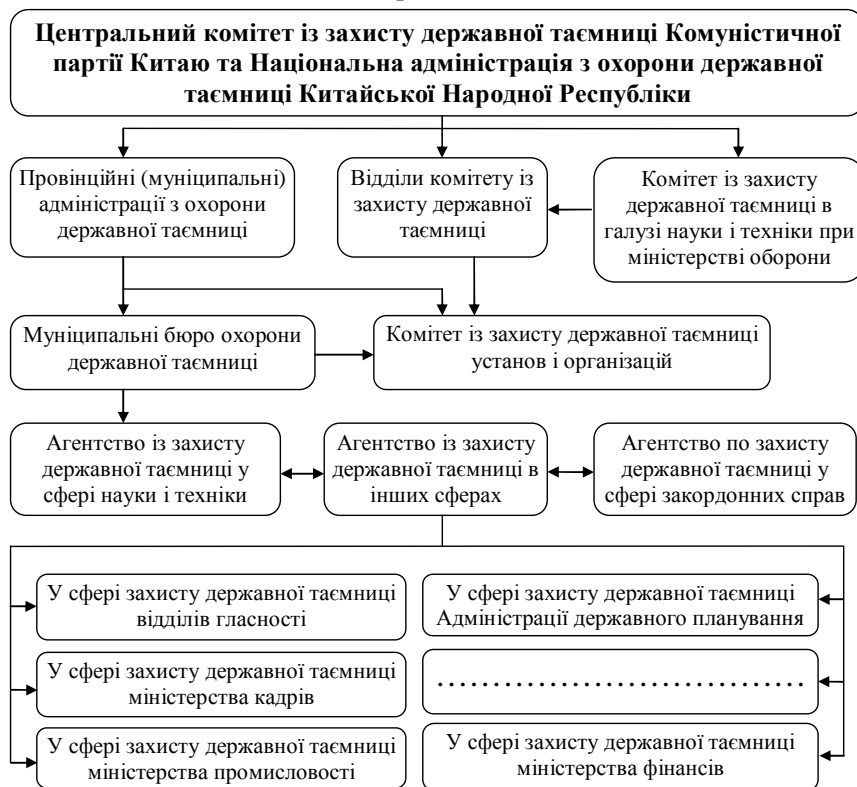 Центральний комітет із захисту державної таємниці Комуністичної
партії Китаю та Національна адміністрація з охорони державної
таємниці Китайської Народної Республіки
Провінційні (муніципальні)
адміністрації з охорони
державної таємниці
Відділи комітету із
захисту державної
таємниці
Комітет із захисту
державної таємниці в
галузі науки і техніки при
міністерстві оборони
Муніципальні бюро охорони
державної таємниці
Комітет із захисту державної таємниці
установ і організацій
Агентство із захисту
державної таємниці у
сфері науки і техніки
Агентство із захисту
державної таємниці в
інших сферах
Агентство по захисту
державної таємниці у
сфері закордонних справ
У сфері захисту державної таємниці
відділів гласності
У сфері захисту державної таємниці
Адміністрації державного планування
У сфері захисту державної таємниці
міністерства кадрів
. . . . . . . . . . . . . . . . . . . . . . . . . . . . . . . . . .
У сфері захисту державної таємниці
міністерства промисловості
У сфері захисту державної таємниці
міністерства фінансів